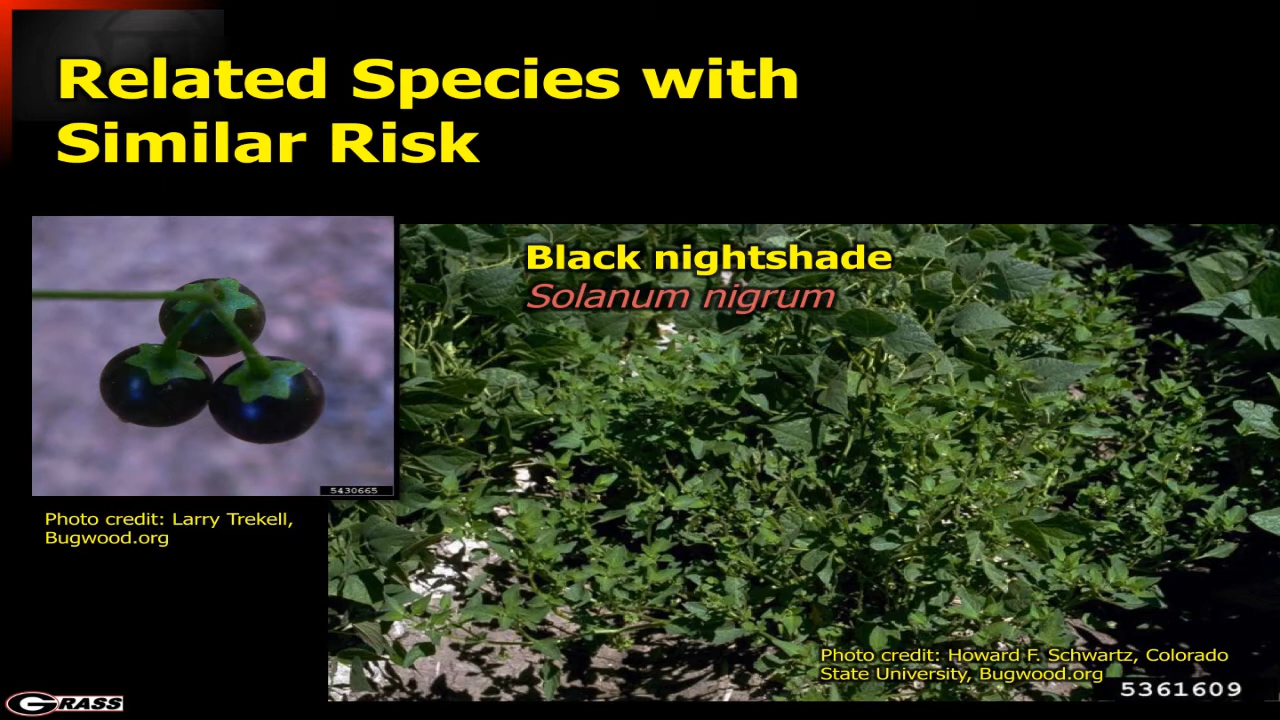 Related Species with
Similar Risk
Black nightshade
Solanum nigrum
5430665
Photo credit: Larry Trekell,
Bugwood.org
Photo credit: Howard F. Schwartz, Colorado
State University, Bugwood.org
5361609
GRASS